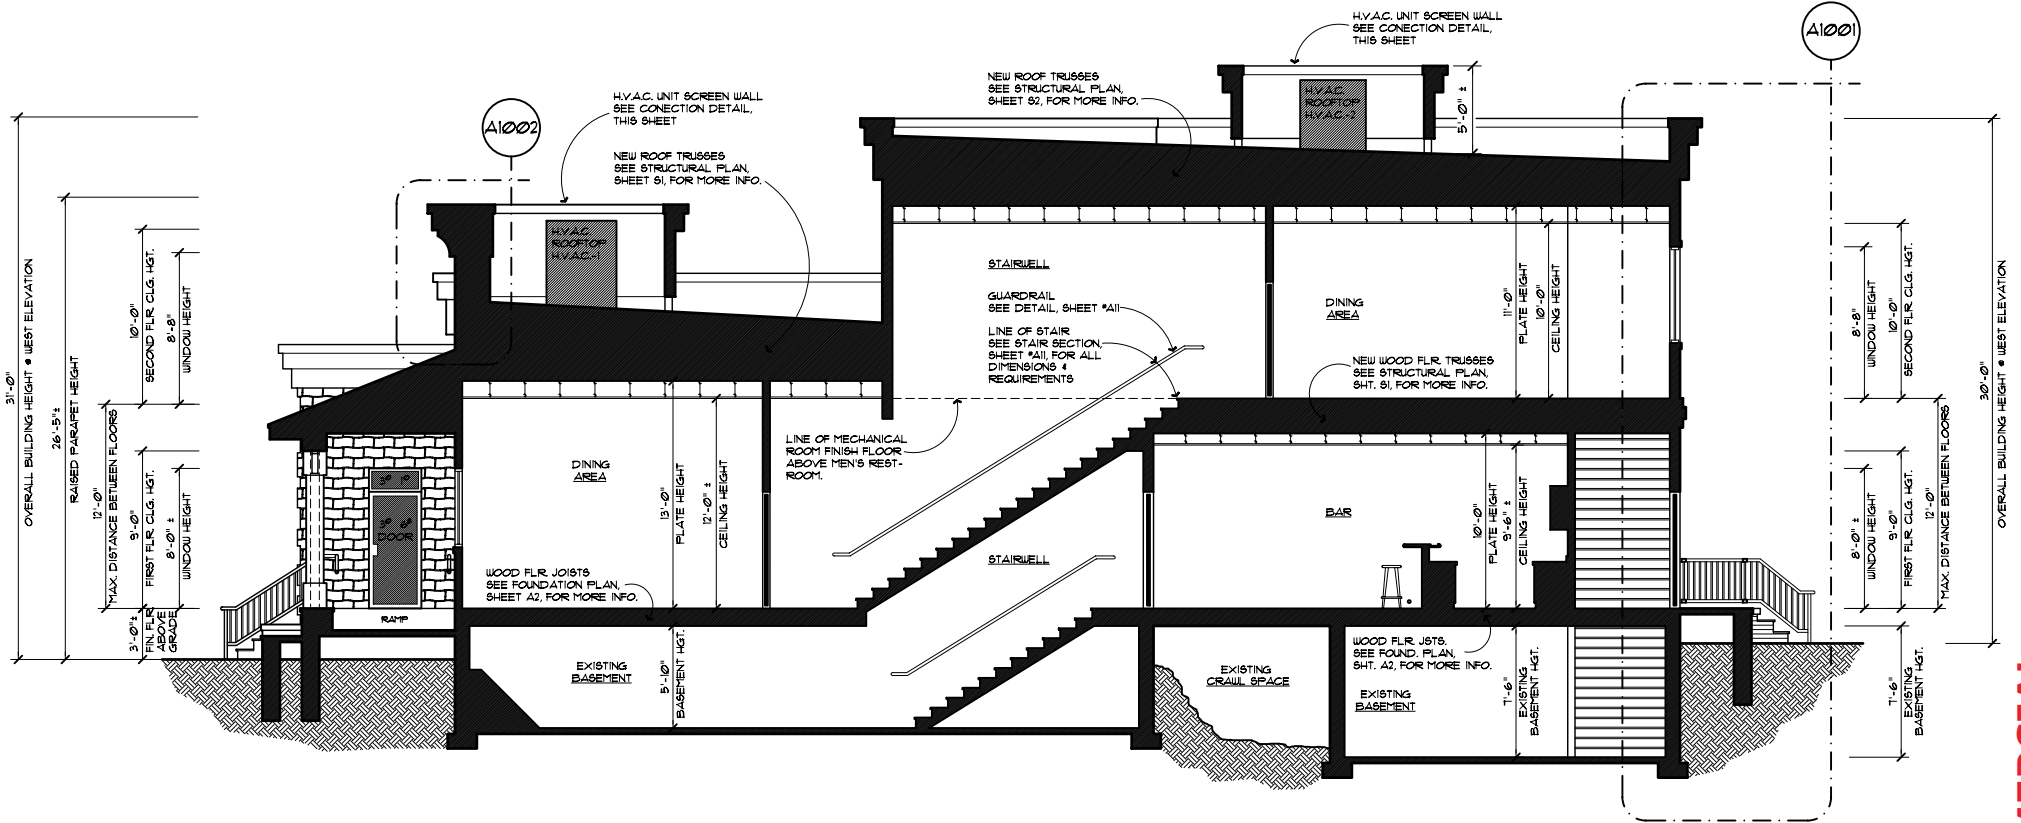 H.V.A.C. UNIT SCREEN WALL
SEE CONECTION DETAIL,
THIS SHEET
A1001
A1002
H.V.A.C. UNIT SCREEN WALL
SEE CONECTION DETAIL,
THIS SHEET
NEW ROOF TRUSSES
SEE STRUCTURAL PLAN,
SHEET S1, FOR MORE INFO.
NEW ROOF TRUSSES
SEE STRUCTURAL PLAN,
SHEET S2, FOR MORE INFO.
H.V.A.C.
ROOFTOP
H.V.A.C.-2
5'-0" ±
H.V.A.C.
ROOFTOP
H.V.A.C.-1
31'-0"
OVERALL BUILDING HEIGHT @ WEST ELEVATION
26'-5"±
RAISED PARAPET HEIGHT
12'-0"
MAX. DISTANCE BETWEEN FLOORS
10'-0"
SECOND FLR. CLG. HGT.
8'-8"
WINDOW HEIGHT
9'-0"
FIRST FLR. CLG. HGT.
8'-0" ±
WINDOW HEIGHT
3'-0"±
FIN. FLR.
ABOVE
GRADE
STAIRWELL
GUARDRAIL
SEE DETAIL, SHEET #A11
LINE OF STAIR
SEE STAIR SECTION,
SHEET #A11, FOR ALL
DIMENSIONS &
REQUIREMENTS
DINING
AREA
11'-0"
PLATE HEIGHT
10'-0"
CEILING HEIGHT
NEW WOOD FLR. TRUSSES
SEE STRUCTURAL PLAN,
SHT. S1, FOR MORE INFO.
LINE OF MECHANICAL
ROOM FINISH FLOOR
ABOVE MEN'S REST-
ROOM.
DINING
AREA
13'-0"
PLATE HEIGHT
12'-0" ±
CEILING HEIGHT
DOOR
RAMP
WOOD FLR. JOISTS
SEE FOUNDATION PLAN,
SHEET A2, FOR MORE INFO.
STAIRWELL
BAR
10'-0"
PLATE HEIGHT
9'-6" ±
CEILING HEIGHT
WOOD FLR. JSTS.
SEE FOUND. PLAN,
SHT. A2, FOR MORE INFO.
EXISTING
BASEMENT
5'-10"
BASEMENT HGT.
EXISTING
CRAWL SPACE
EXISTING
BASEMENT
7'-6"
EXISTING
BASEMENT HGT.
8'-8"
WINDOW HEIGHT
10'-0"
SECOND FLR. CLG. HGT.
8'-0" ±
WINDOW HEIGHT
9'-0"
FIRST FLR. CLG. HGT.
12'-0"
MAX. DISTANCE BETWEEN FLOORS
30'-0"
OVERALL BUILDING HEIGHT @ WEST ELEVATION
7'-6"
EXISTING
BASEMENT HGT.